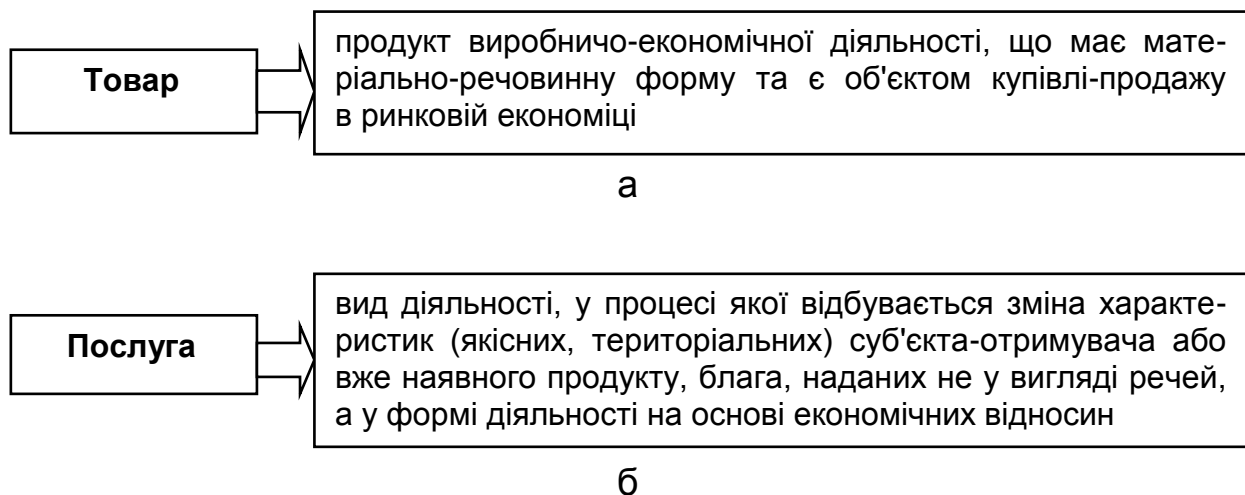 Товар
продукт виробничо-економічної діяльності, що має мате-
ріально-речовинну форму та є об'єктом купівлі-продажу
в ринковій економіці
а
Послуга
вид діяльності, у процесі якої відбувається зміна характе-
ристик (якісних, територіальних) суб'єкта-отримувача або
вже наявного продукту, блага, наданих не у вигляді речей,
а у формі діяльності на основі економічних відносин
б